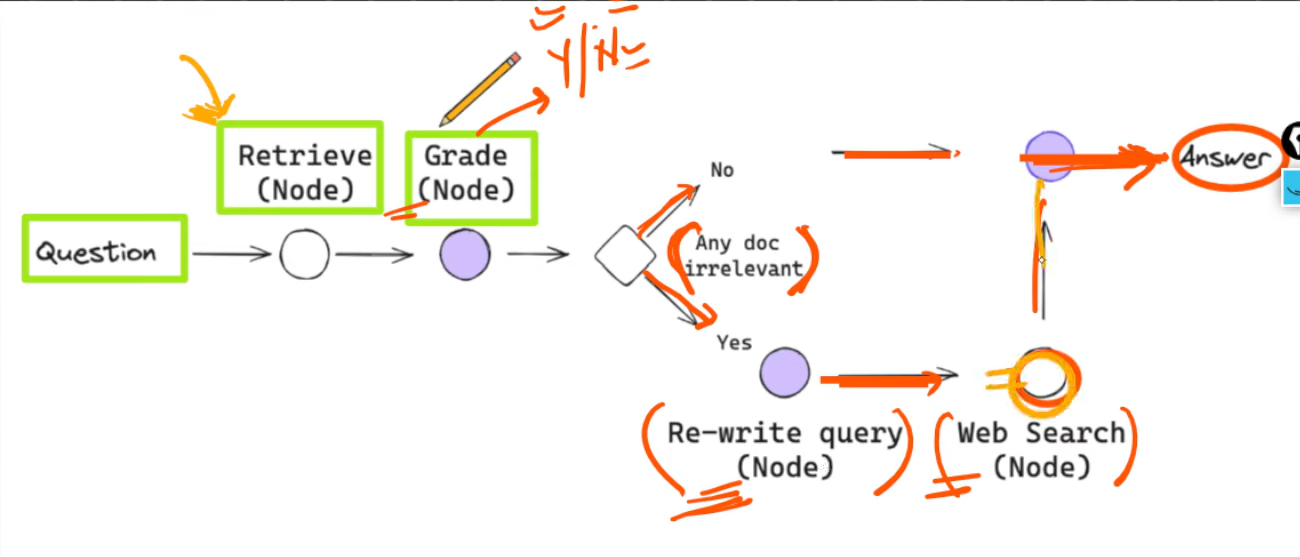 Y/N
Retrieve
(Node)
Grade
(Node)
No
Answer
Question
Any doc
irrelevant
Yes
Re-write query
(Node)
Web Search
(Node)